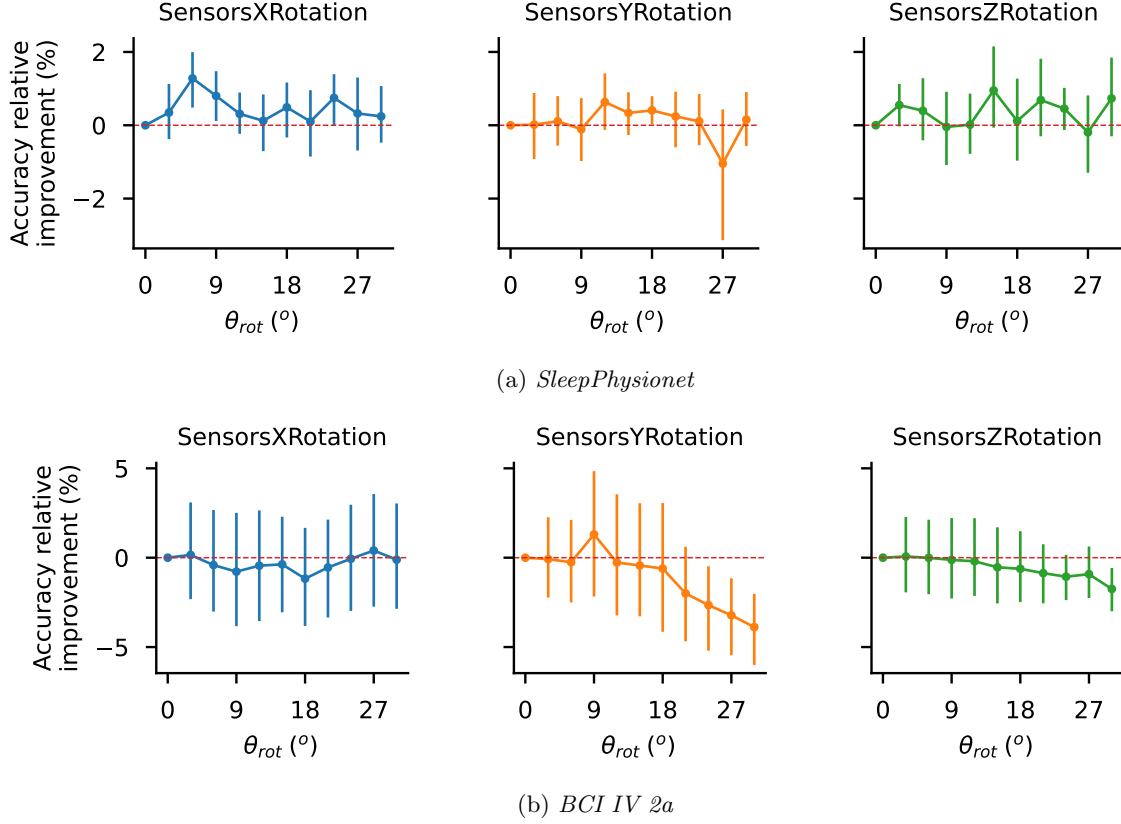 SensorsXRotation SensorsYRotation SensorsZRotation
Accuracy relative
improvement (%)
2
0
−2
0 9 18 27 0 9 18 27 0 9 18 27
θrot (o) θrot (o) θrot (o)
(a) SleepPhysionet
SensorsXRotation SensorsYRotation SensorsZRotation
Accuracy relative
improvement (%)
5
0
−5
0 9 18 27 0 9 18 27 0 9 18 27
θrot (o) θrot (o) θrot (o)
(b) BCI IV 2a